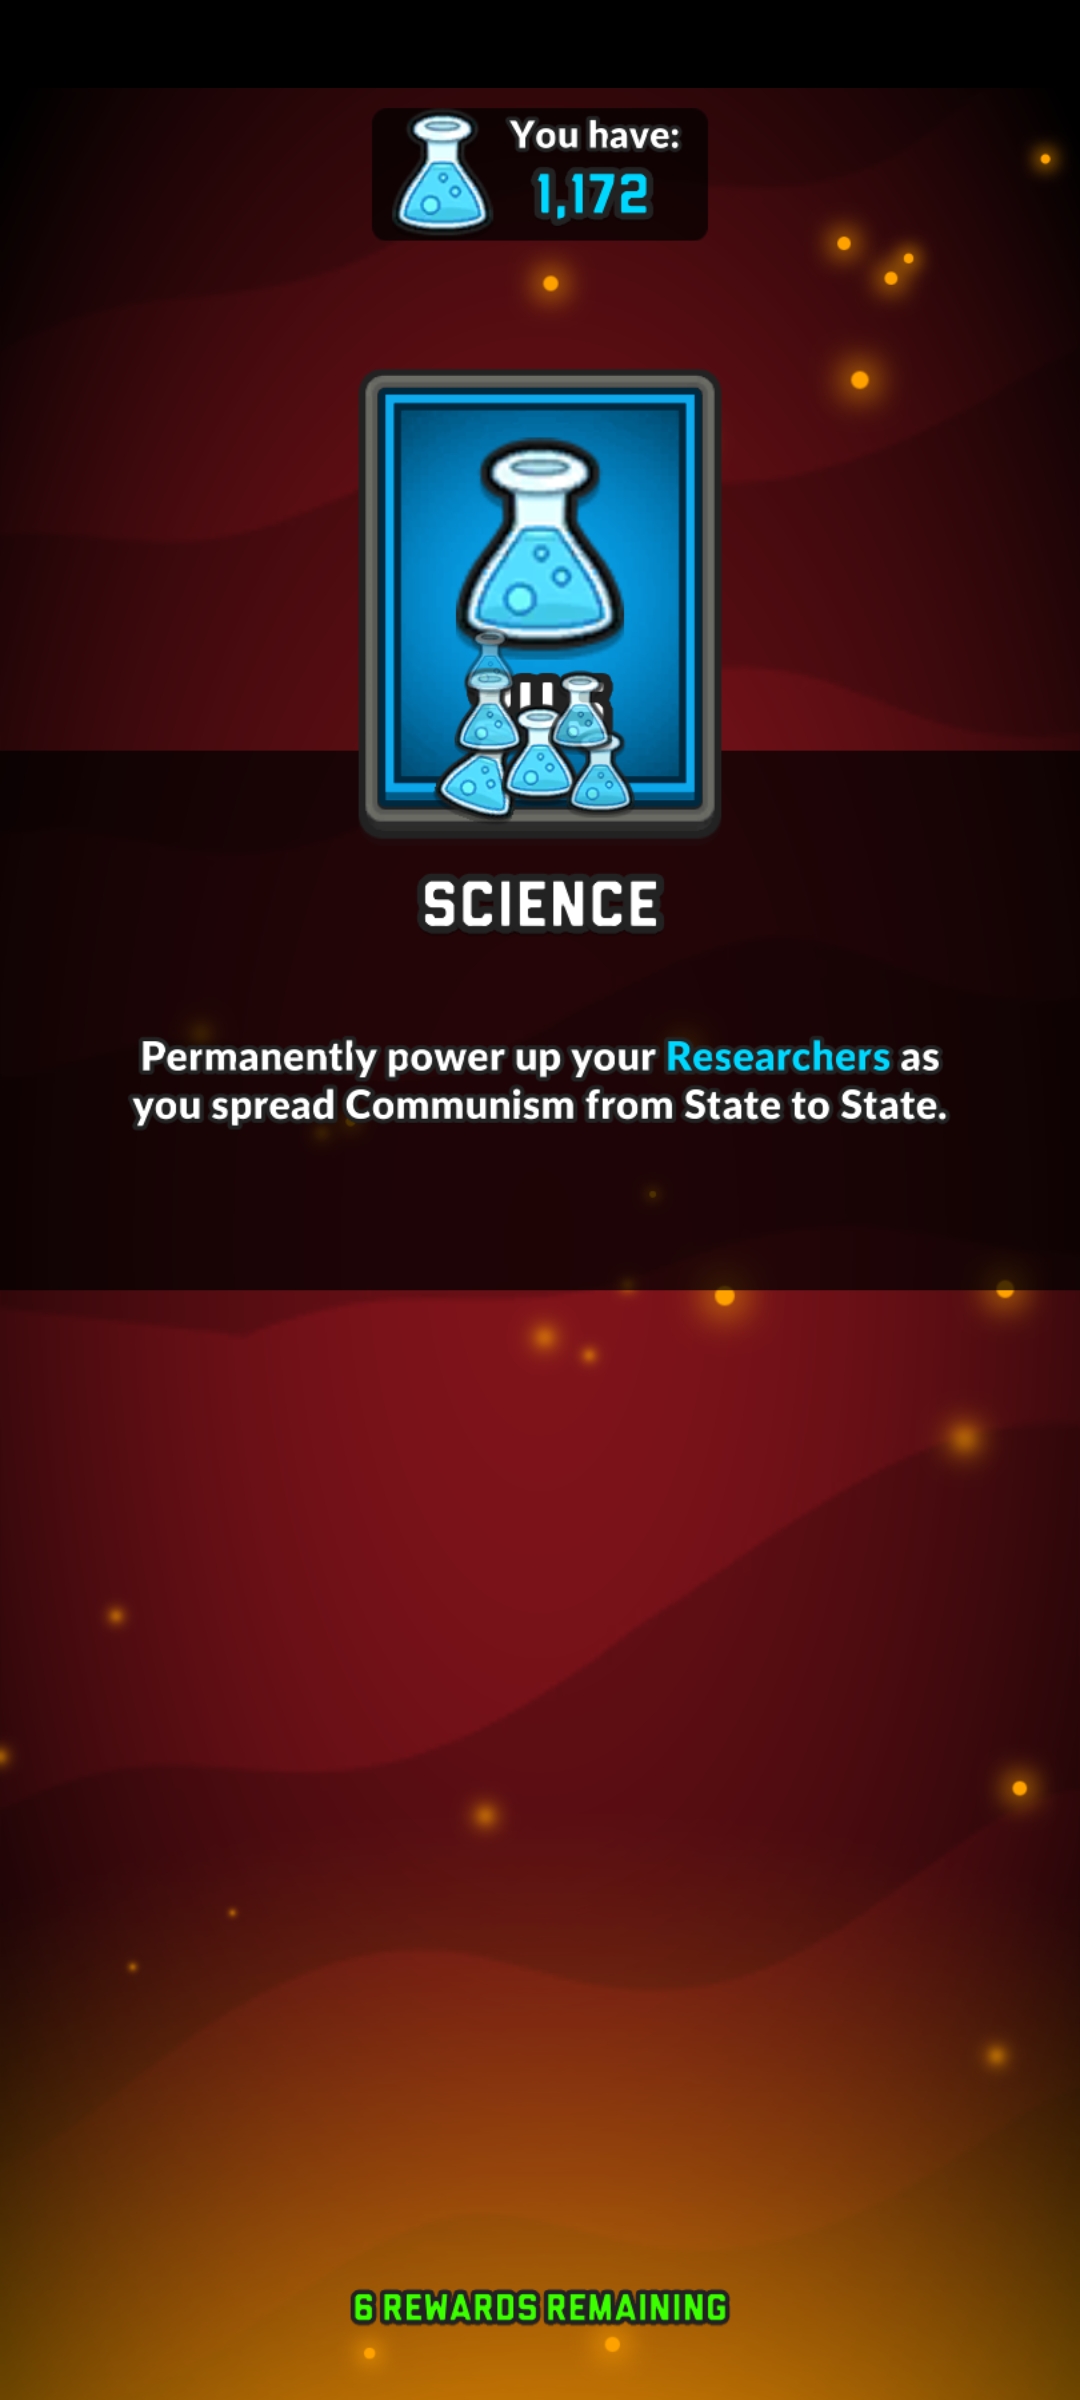 You have:
1,172
SCIENCE
Permanently power up your Researchers as
you spread Communism from State to State.
6 REWARDS REMAINING